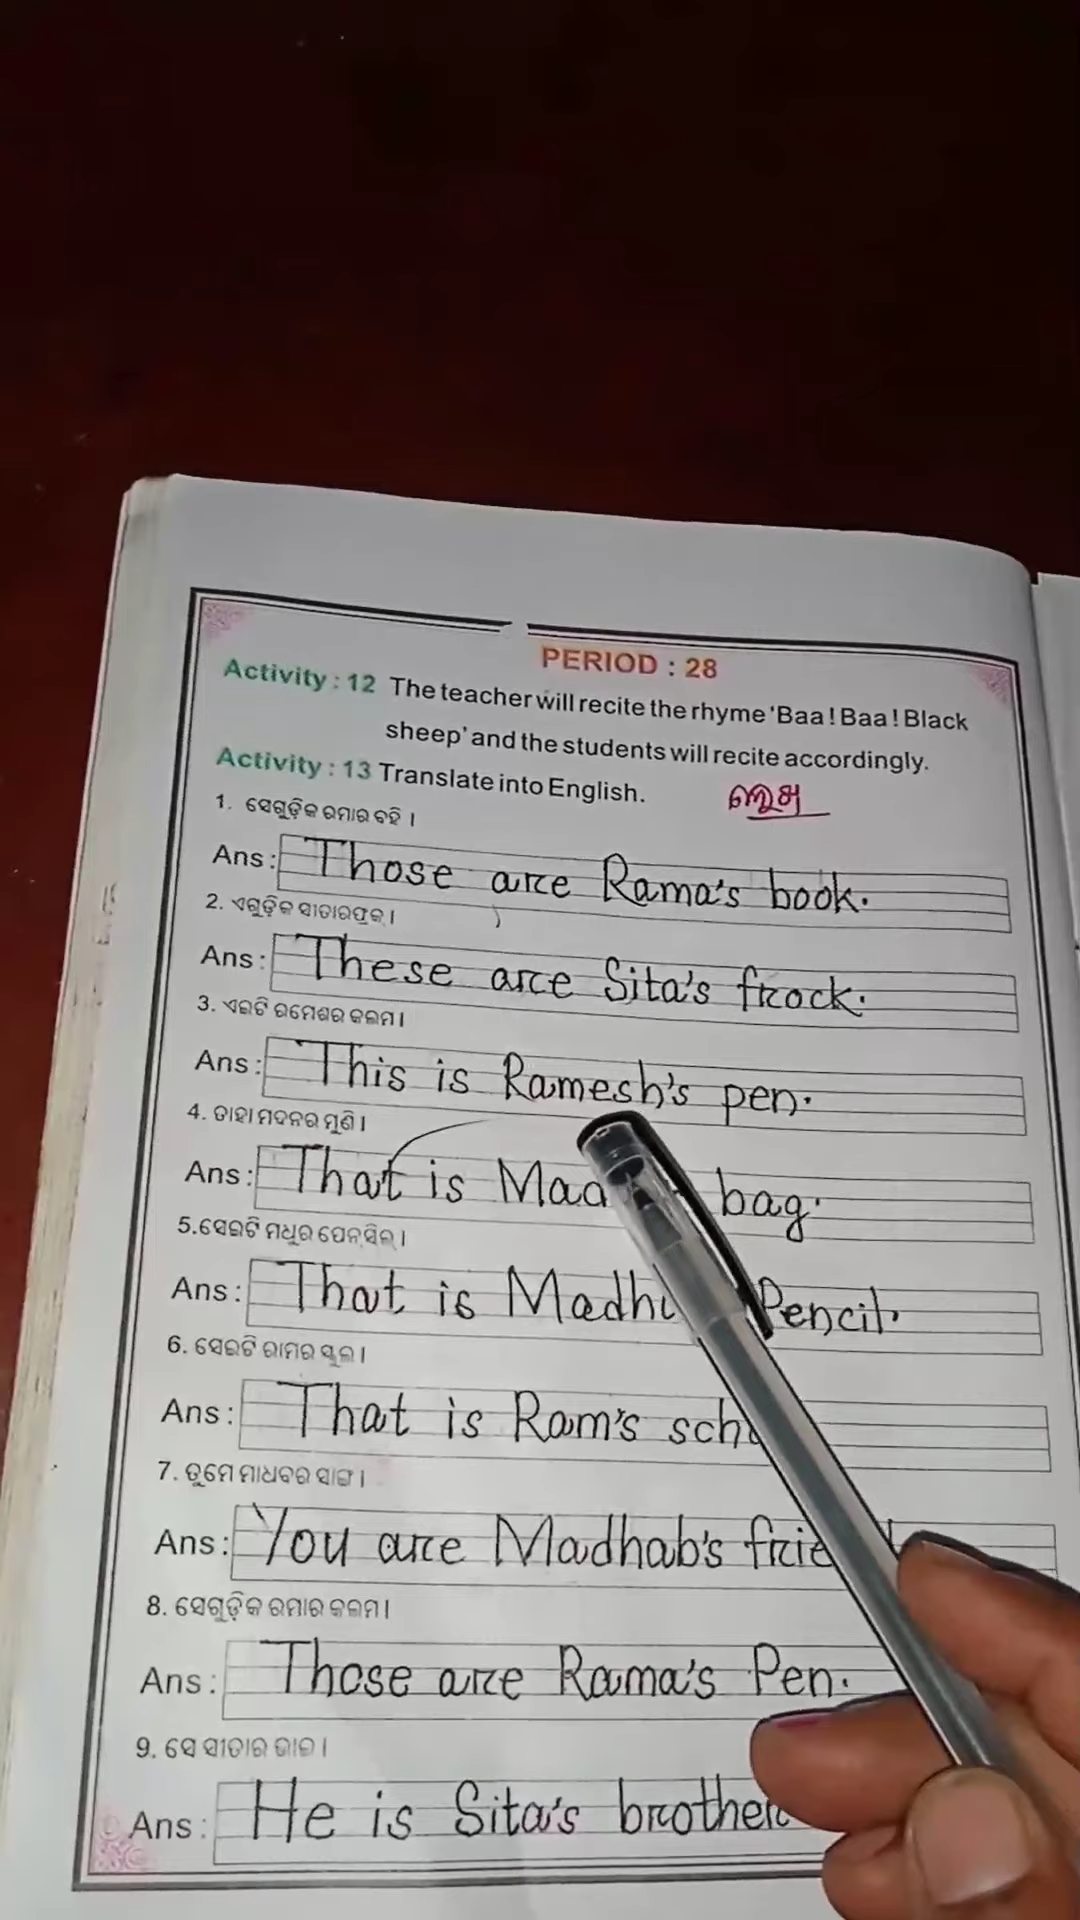 PERIOD : 28
Activity : 12 The teacher will recite the rhyme 'Baa ! Baa ! Black
sheep' and the students will recite accordingly.
Activity : 13 Translate into English.
1. ସେଗୁଡ଼ିକ ରମାର ବହି ।
Ans : Those are Rama's book.
2. ଏଗୁଡ଼ିକ ସୀତାର ଫ୍ରକ୍ ।
Ans : These are Sita's frock.
3. ଏଇଟି ରମେଶର କଲମ ।
Ans : This is Ramesh's pen.
4. ତାହା ମଦନର ମୁଣି ।
Ans : That is bag.
5. ସେଇଟି ମଧୁର ପେନ୍‌ସିଲ୍ ।
Ans : That is Pencil.
6. ସେଇଟି ରାମର ସ୍କୁଲ ।
Ans : That is Ram's
7. ତୁମେ ମାଧବର ସାଙ୍ଗ ।
Ans : You are Madhab's
8. ସେଗୁଡ଼ିକ ରମାର କଲମ ।
Ans : Those are Rama's Pen.
9. ସେ ସୀତାର ଭାଇ ।
Ans : He is Sita's brother